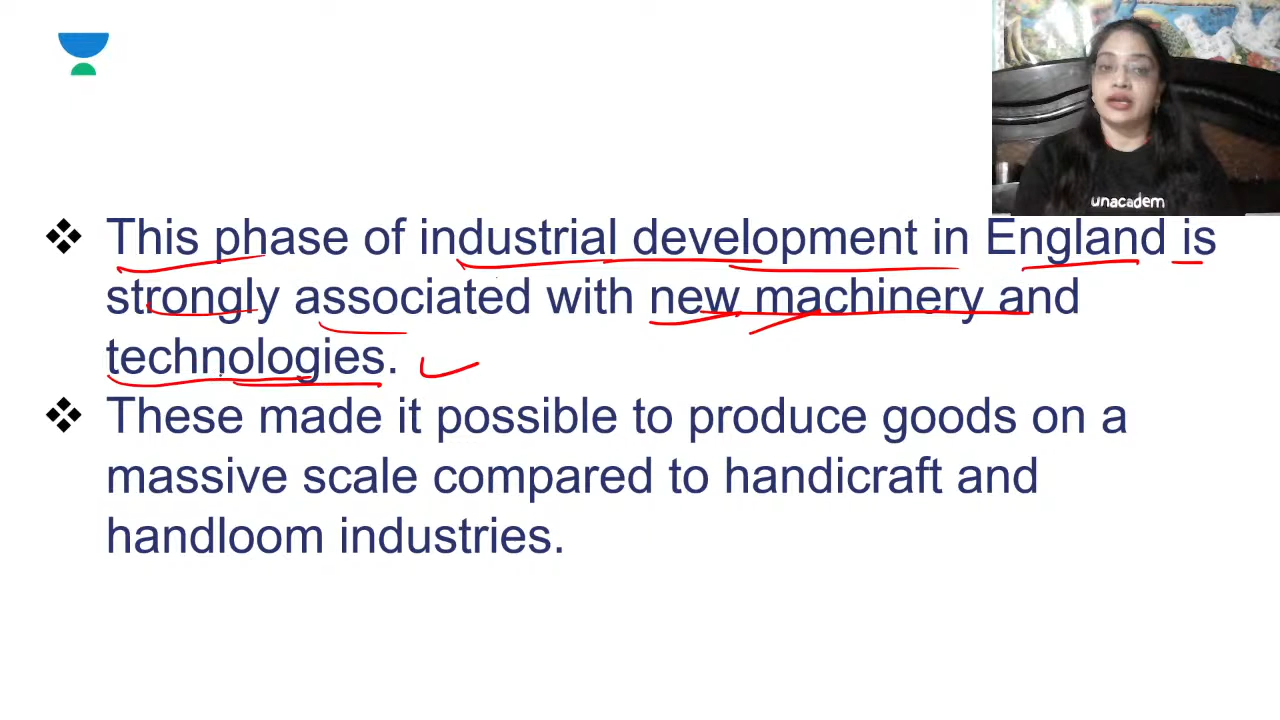 unacadem
❖ This phase of industrial development in England is
strongly associated with new machinery and
technologies.
❖ These made it possible to produce goods on a
massive scale compared to handicraft and
handloom industries.